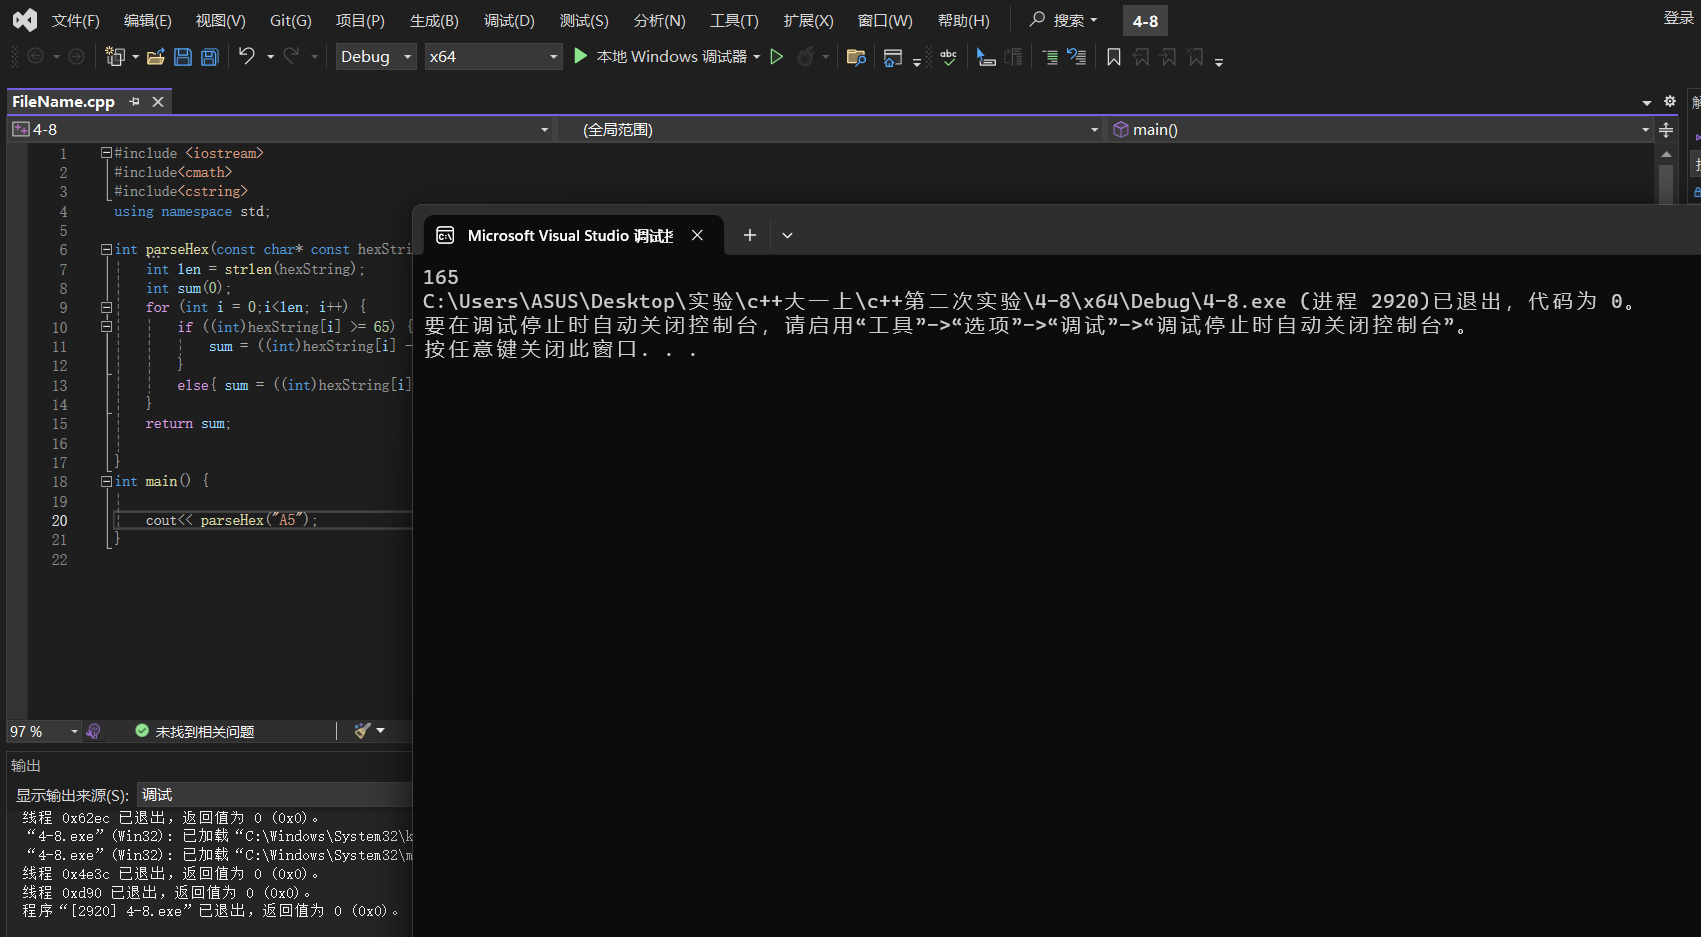 文件(F) 编辑(E) 视图(V) Git(G) 项目(P) 生成(B) 调试(D) 测试(S) 分析(N) 工具(T) 扩展(X) 窗口(W) 帮助(H) 搜索 4-8 登录
Debug x64 本地 Windows 调试器 abc
FileName.cpp
4-8 (全局范围) main()
1 #include <iostream>
2 #include<cmath>
3 #include<cstring>
4 using namespace std;
5
6 int parseHex(const char* const hexStri
7 int len = strlen(hexString);
8 int sum(0);
9 for (int i = 0;i<len; i++) {
10 if ((int)hexString[i] >= 65) {
11 sum = ((int)hexString[i] -
12 }
13 else{ sum = ((int)hexString[i]
14 }
15 return sum;
16
17 }
18 int main() {
19
20 cout<< parseHex("A5");
21 }
22
Microsoft Visual Studio 调试控
165
C:\Users\ASUS\Desktop\实验\c++大一上\c++第二次实验\4-8\x64\Debug\4-8.exe (进程 2920)已退出，代码为 0。
要在调试停止时自动关闭控制台，请启用“工具”->“选项”->“调试”->“调试停止时自动关闭控制台”。
按任意键关闭此窗口. . .
97 % 未找到相关问题
输出
显示输出来源(S): 调试
线程 0x62ec 已退出，返回值为 0 (0x0)。
“4-8.exe”(Win32): 已加载“C:\Windows\System32\k
“4-8.exe”(Win32): 已加载“C:\Windows\System32\m
线程 0x4e3c 已退出，返回值为 0 (0x0)。
线程 0xd90 已退出，返回值为 0 (0x0)。
程序“[2920] 4-8.exe”已退出，返回值为 0 (0x0)。